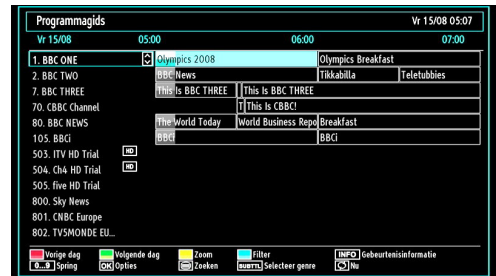 Programmagids Vr 15/08 05:07
Vr 15/08 05:00 06:00 07:00
1. BBC ONE Olympics 2008 Olympics Breakfast
2. BBC TWO BBC News Tikkabilla Teletubbies
7. BBC THREE This Is BBC THREE This Is BBC THREE
70. CBBC Channel T This Is CBBC!
80. BBC NEWS The World Today World Business Repo Breakfast
105. BBCi BBCi BBCi
503. ITV HD Trial HD
504. Ch4 HD Trial HD
505. five HD Trial
800. Sky News
801. CNBC Europe
802. TV5MONDE EU...
Vorige dag Volgende dag Zoom Filter INFO Gebeurtenisinformatie
0...9 Spring OK Opties Zoeken SUBTTL Selecteer genre Nu